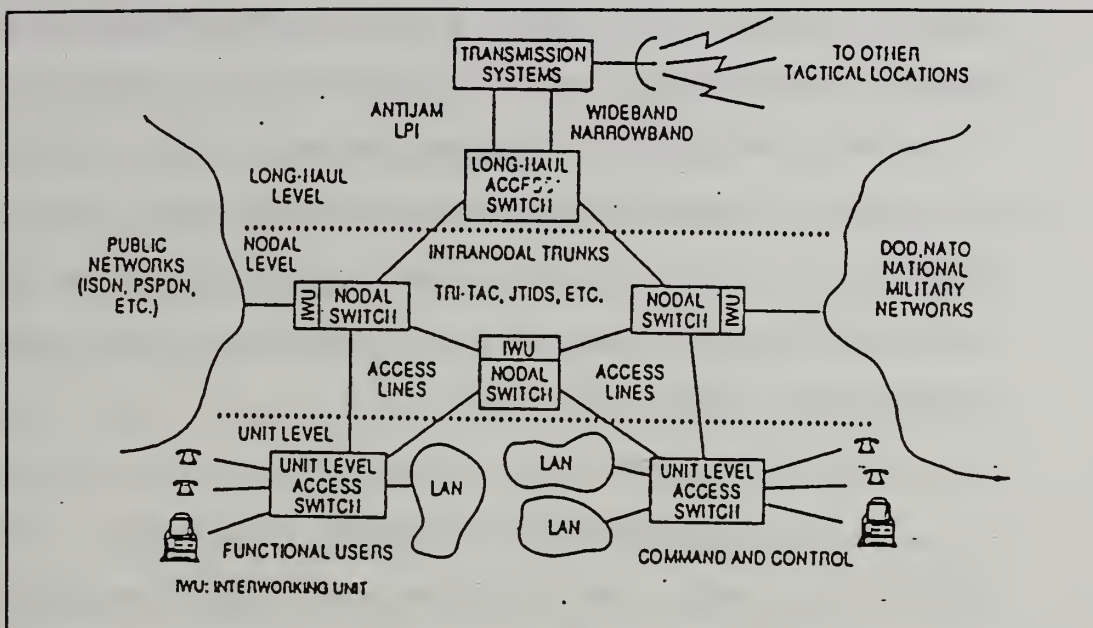 TRANSMISSION
SYSTEMS
TO OTHER
TACTICAL LOCATIONS
ANTIJAM
LPI
WIDEBAND
NARROWBAND
LONG-HAUL
ACCESS
SWITCH
LONG-HAUL
LEVEL
PUBLIC
NETWORKS
(ISDN, PSPDN,
ETC.)
NODAL
LEVEL
INTRANODAL TRUNKS
DOD, NATO
NATIONAL
MILITARY
NETWORKS
IWU
NODAL
SWITCH
TRI-TAC, JTIDS, ETC.
NODAL
SWITCH
IWU
IWU
NODAL
SWITCH
ACCESS
LINES
ACCESS
LINES
UNIT LEVEL
UNIT LEVEL
ACCESS
SWITCH
LAN
LAN
LAN
UNIT LEVEL
ACCESS
SWITCH
FUNCTIONAL USERS
COMMAND AND CONTROL
IWU: INTERWORKING UNIT